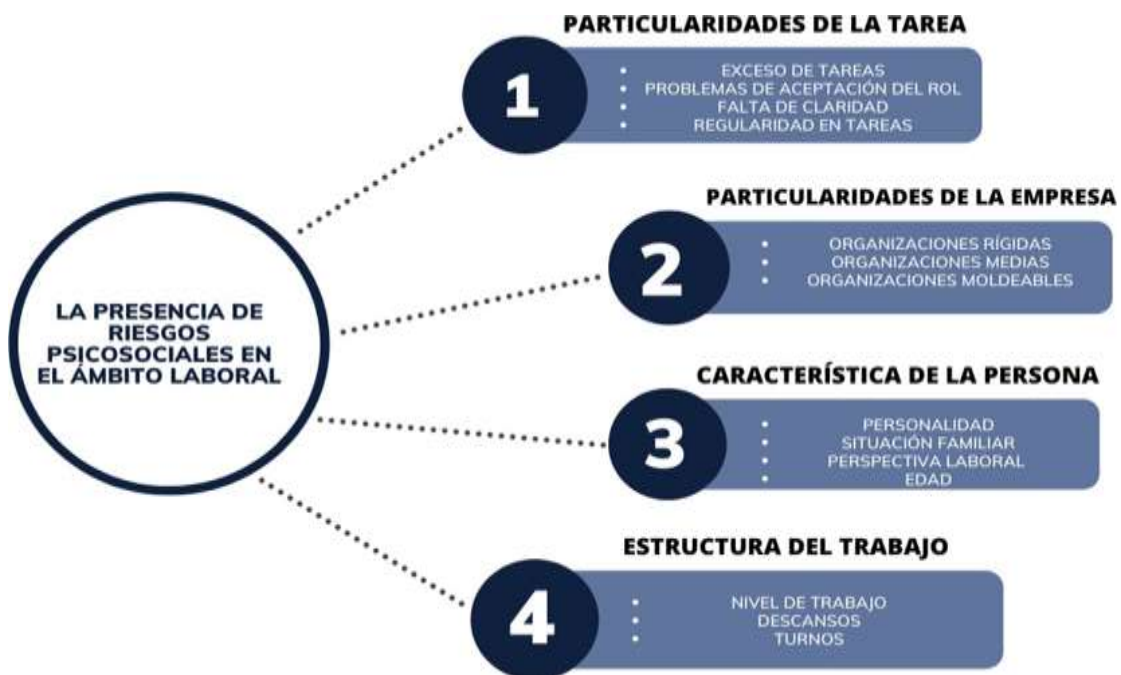 LA PRESENCIA DE
RIESGOS
PSICOSOCIALES EN
EL ÁMBITO LABORAL
1
PARTICULARIDADES DE LA TAREA
• EXCESO DE TAREAS
• PROBLEMAS DE ACEPTACIÓN DEL ROL
• FALTA DE CLARIDAD
• REGULARIDAD EN TAREAS
2
PARTICULARIDADES DE LA EMPRESA
• ORGANIZACIONES RÍGIDAS
• ORGANIZACIONES MEDIAS
• ORGANIZACIONES MOLDEABLES
3
CARACTERÍSTICA DE LA PERSONA
• PERSONALIDAD
• SITUACIÓN FAMILIAR
• PERSPECTIVA LABORAL
• EDAD
4
ESTRUCTURA DEL TRABAJO
• NIVEL DE TRABAJO
• DESCANSOS
• TURNOS